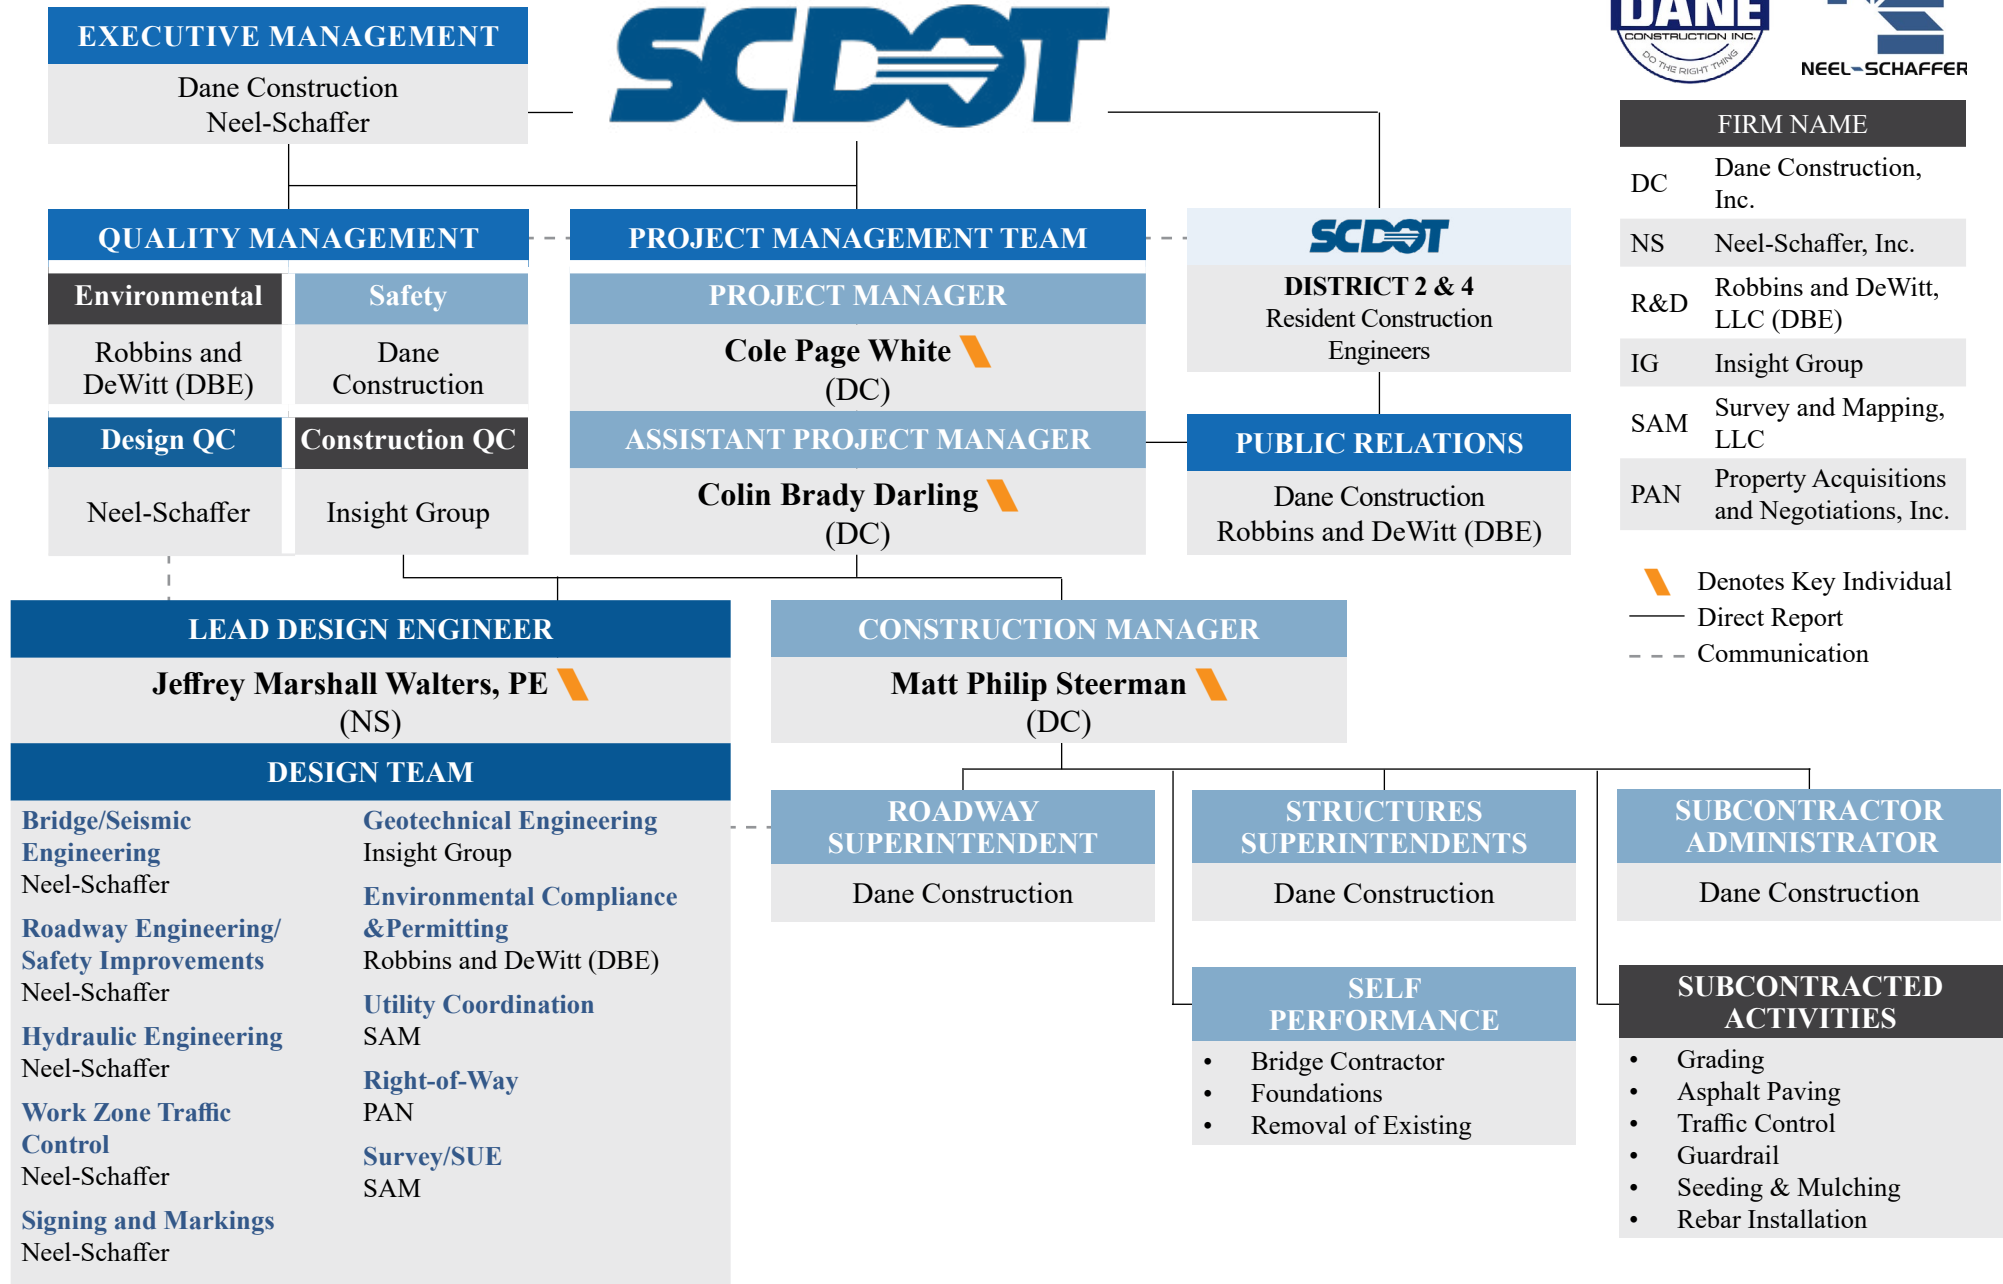 EXECUTIVE MANAGEMENT
Dane Construction
Neel-Schaffer
SCDOT
DANE
CONSTRUCTION INC.
DO THE RIGHT THING
NEEL-SCHAFFER
FIRM NAME
DC Dane Construction,
Inc.
NS Neel-Schaffer, Inc.
R&D Robbins and DeWitt,
LLC (DBE)
IG Insight Group
SAM Survey and Mapping,
LLC
PAN Property Acquisitions
and Negotiations, Inc.
Denotes Key Individual
Direct Report
Communication
QUALITY MANAGEMENT
Environmental
Robbins and
DeWitt (DBE)
Safety
Dane
Construction
Design QC
Neel-Schaffer
Construction QC
Insight Group
PROJECT MANAGEMENT TEAM
PROJECT MANAGER
Cole Page White
(DC)
ASSISTANT PROJECT MANAGER
Colin Brady Darling
(DC)
SCDOT
DISTRICT 2 & 4
Resident Construction
Engineers
PUBLIC RELATIONS
Dane Construction
Robbins and DeWitt (DBE)
LEAD DESIGN ENGINEER
Jeffrey Marshall Walters, PE
(NS)
DESIGN TEAM
Bridge/Seismic
Engineering
Neel-Schaffer
Roadway Engineering/
Safety Improvements
Neel-Schaffer
Hydraulic Engineering
Neel-Schaffer
Work Zone Traffic
Control
Neel-Schaffer
Signing and Markings
Neel-Schaffer
Geotechnical Engineering
Insight Group
Environmental Compliance
&Permitting
Robbins and DeWitt (DBE)
Utility Coordination
SAM
Right-of-Way
PAN
Survey/SUE
SAM
CONSTRUCTION MANAGER
Matt Philip Steerman
(DC)
ROADWAY
SUPERINTENDENT
Dane Construction
STRUCTURES
SUPERINTENDENTS
Dane Construction
SUBCONTRACTOR
ADMINISTRATOR
Dane Construction
SELF
PERFORMANCE
• Bridge Contractor
• Foundations
• Removal of Existing
SUBCONTRACTED
ACTIVITIES
• Grading
• Asphalt Paving
• Traffic Control
• Guardrail
• Seeding & Mulching
• Rebar Installation